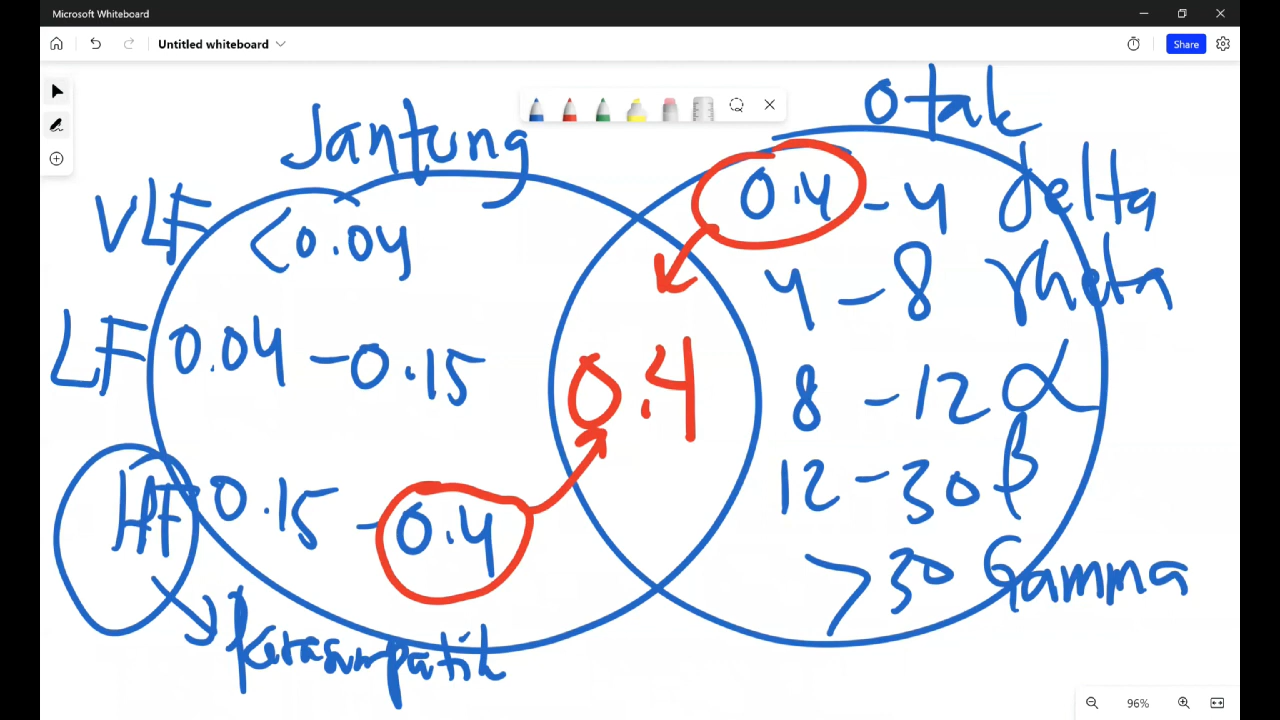 Microsoft Whiteboard
Untitled whiteboard
Share
Jantung
Otak
VLF <0.04
LF 0.04 - 0.15
HF 0.15 - 0.4
0.4
0.4 - 4 delta
4 - 8 theta
8 - 12 α
12 - 30 β
>30 Gamma
96%